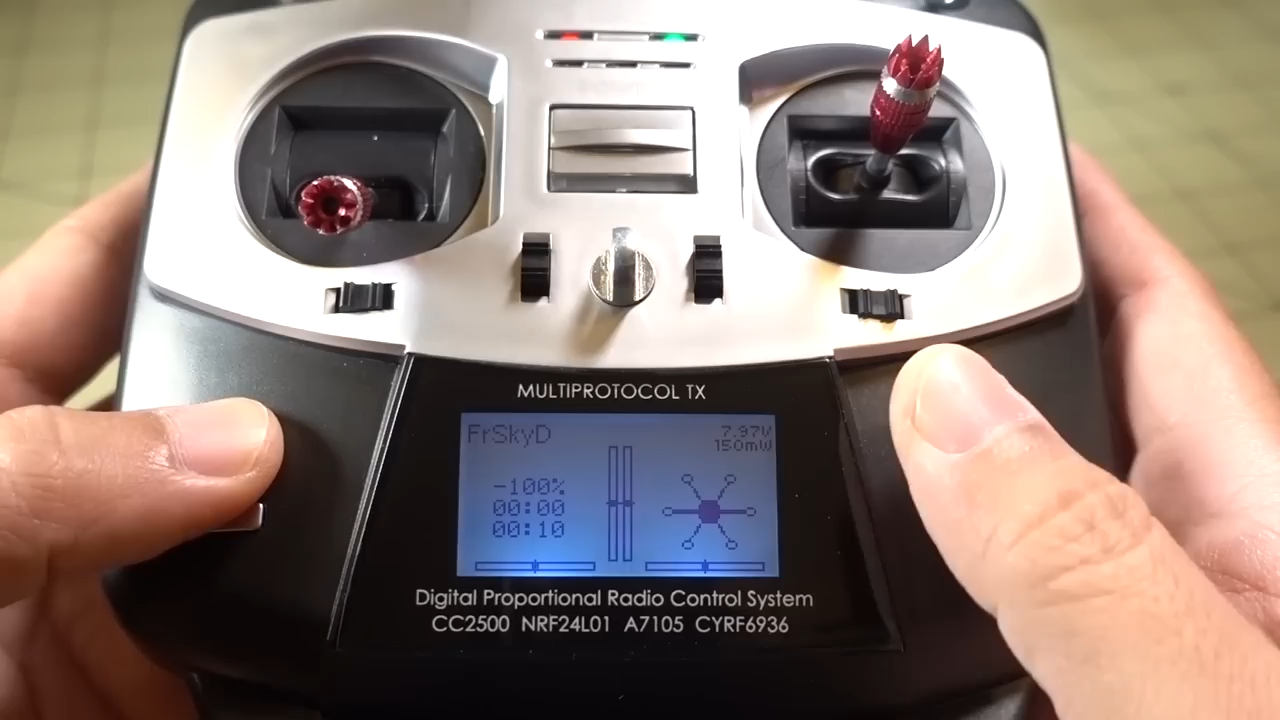 MULTIPROTOCOL TX
FrSkyD
7.97V
150mW
-100%
00:00
00:10
Digital Proportional Radio Control System
CC2500 NRF24L01 A7105 CYRF6936